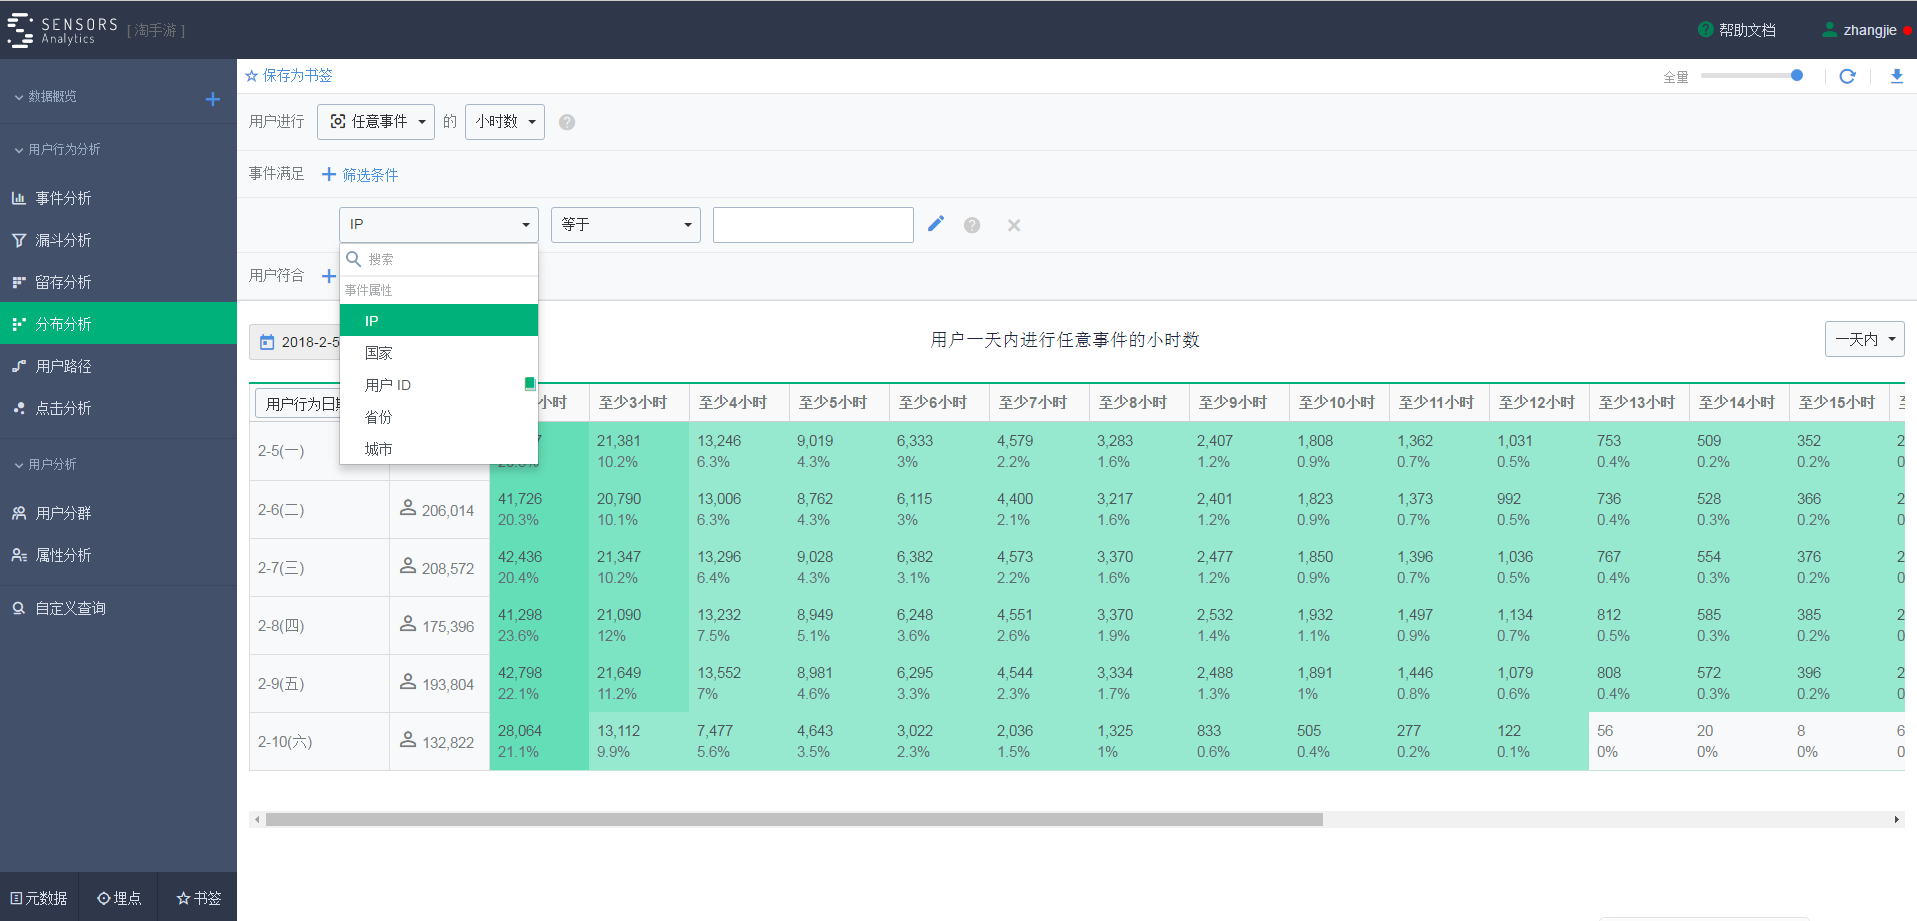 SENSORS
Analytics
[ 淘手游 ]
帮助文档
zhangjie
数据概览
用户行为分析
事件分析
漏斗分析
留存分析
分布分析
用户路径
点击分析
用户分析
用户分群
属性分析
自定义查询
元数据
埋点
书签
保存为书签
全量
用户进行 任意事件 的 小时数
事件满足 筛选条件
IP 等于
用户符合
搜索
事件属性
IP
国家
用户 ID
省份
城市
2018-2-5
用户一天内进行任意事件的小时数
一天内
用户行为日期 小时 至少3小时 至少4小时 至少5小时 至少6小时 至少7小时 至少8小时 至少9小时 至少10小时 至少11小时 至少12小时 至少13小时 至少14小时 至少15小时
2-5(一) 21,381 13,246 9,019 6,333 4,579 3,283 2,407 1,808 1,362 1,031 753 509 352 2
10.2% 6.3% 4.3% 3% 2.2% 1.6% 1.2% 0.9% 0.7% 0.5% 0.4% 0.2% 0.2% 0
2-6(二) 206,014 41,726 20,790 13,006 8,762 6,115 4,400 3,217 2,401 1,823 1,373 992 736 528 366 2
20.3% 10.1% 6.3% 4.3% 3% 2.1% 1.6% 1.2% 0.9% 0.7% 0.5% 0.4% 0.3% 0.2% 0
2-7(三) 208,572 42,436 21,347 13,296 9,028 6,382 4,573 3,370 2,477 1,850 1,396 1,036 767 554 376 2
20.4% 10.2% 6.4% 4.3% 3.1% 2.2% 1.6% 1.2% 0.9% 0.7% 0.5% 0.4% 0.3% 0.2% 0
2-8(四) 175,396 41,298 21,090 13,232 8,949 6,248 4,551 3,370 2,532 1,932 1,497 1,134 812 585 385 2
23.6% 12% 7.5% 5.1% 3.6% 2.6% 1.9% 1.4% 1.1% 0.9% 0.7% 0.5% 0.3% 0.2% 0
2-9(五) 193,804 42,798 21,649 13,552 8,981 6,295 4,544 3,334 2,488 1,891 1,446 1,079 808 572 396 2
22.1% 11.2% 7% 4.6% 3.3% 2.3% 1.7% 1.3% 1% 0.8% 0.6% 0.4% 0.3% 0.2% 0
2-10(六) 132,822 28,064 13,112 7,477 4,643 3,022 2,036 1,325 833 505 277 122 56 20 8 6
21.1% 9.9% 5.6% 3.5% 2.3% 1.5% 1% 0.6% 0.4% 0.2% 0.1% 0% 0% 0% 0